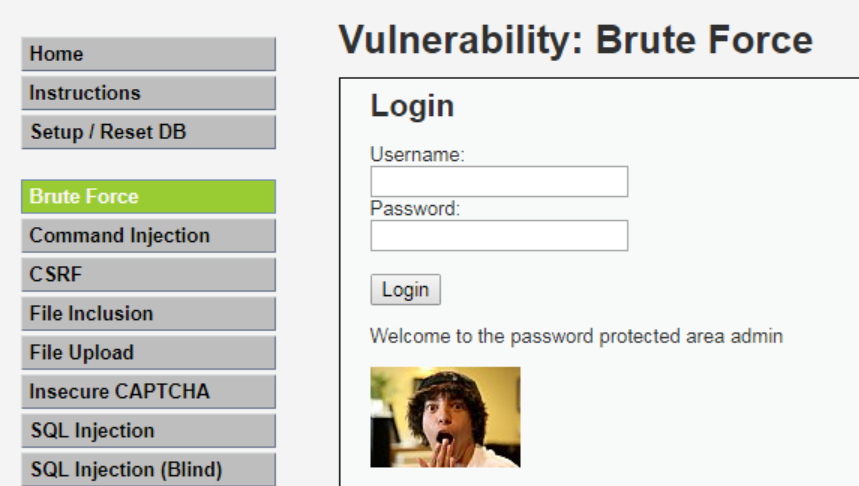 Home
Instructions
Setup / Reset DB
Brute Force
Command Injection
CSRF
File Inclusion
File Upload
Insecure CAPTCHA
SQL Injection
SQL Injection (Blind)
Vulnerability: Brute Force
Login
Username:
Password:
Login
Welcome to the password protected area admin